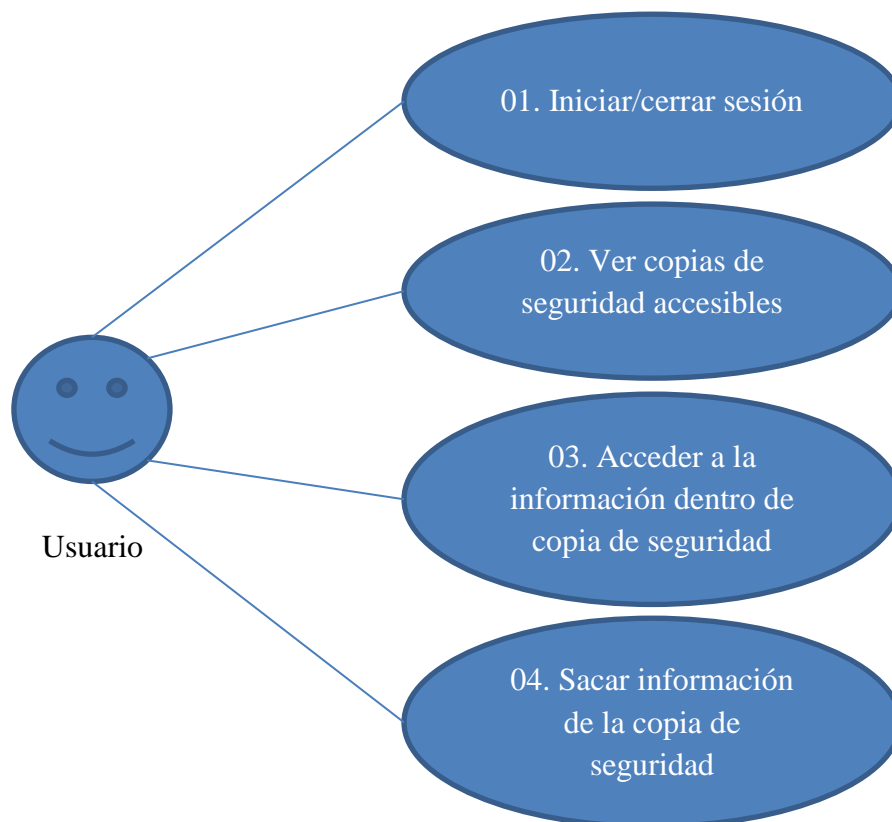 01. Iniciar/cerrar sesión
02. Ver copias de
seguridad accesibles
03. Acceder a la
información dentro de
copia de seguridad
Usuario
04. Sacar información
de la copia de
seguridad